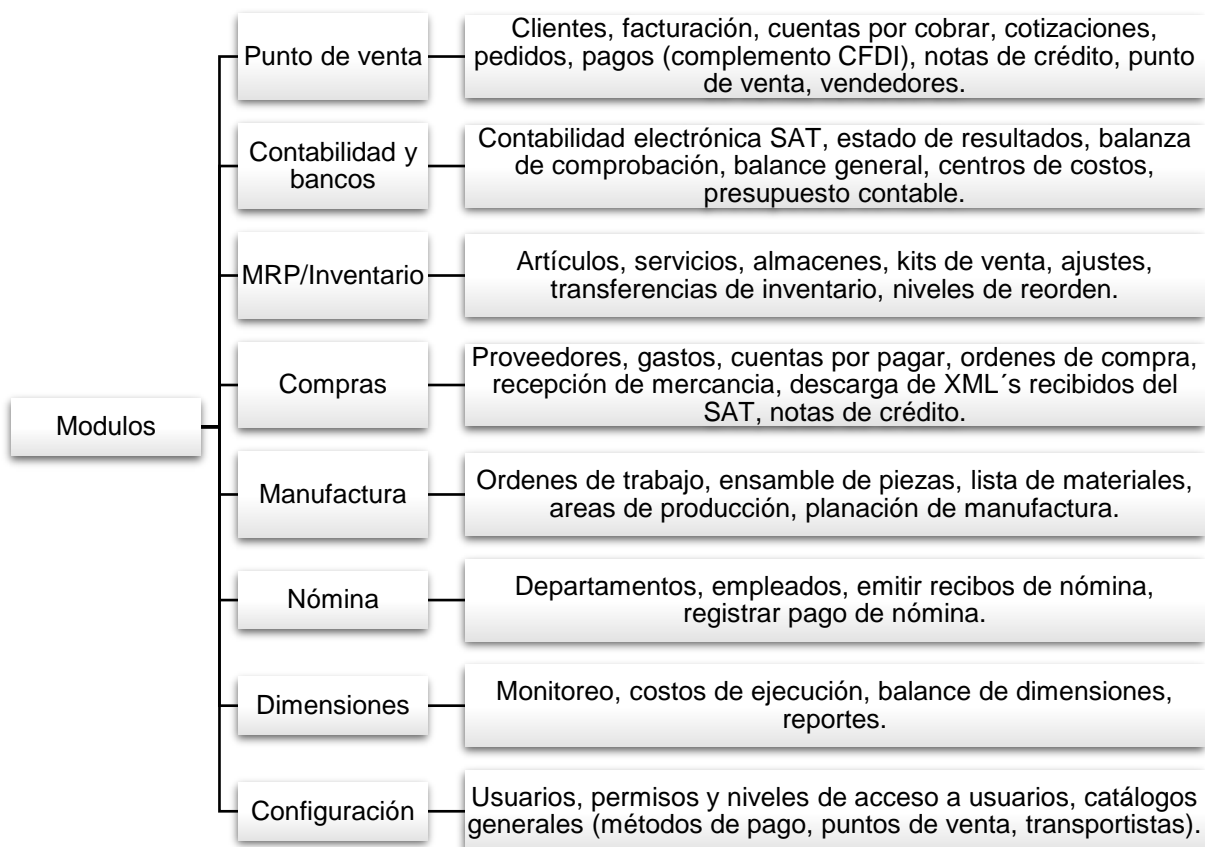 Modulos
Punto de venta
Clientes, facturación, cuentas por cobrar, cotizaciones,
pedidos, pagos (complemento CFDI), notas de crédito, punto
de venta, vendedores.
Contabilidad y
bancos
Contabilidad electrónica SAT, estado de resultados, balanza
de comprobación, balance general, centros de costos,
presupuesto contable.
MRP/Inventario
Artículos, servicios, almacenes, kits de venta, ajustes,
transferencias de inventario, niveles de reorden.
Compras
Proveedores, gastos, cuentas por pagar, ordenes de compra,
recepción de mercancia, descarga de XML´s recibidos del
SAT, notas de crédito.
Manufactura
Ordenes de trabajo, ensamble de piezas, lista de materiales,
areas de producción, planación de manufactura.
Nómina
Departamentos, empleados, emitir recibos de nómina,
registrar pago de nómina.
Dimensiones
Monitoreo, costos de ejecución, balance de dimensiones,
reportes.
Configuración
Usuarios, permisos y niveles de acceso a usuarios, catálogos
generales (métodos de pago, puntos de venta, transportistas).